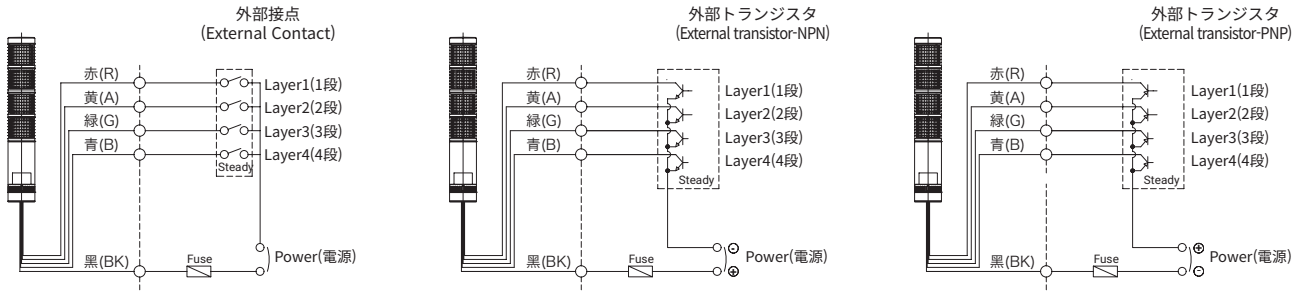 外部接点
(External Contact)
赤(R)
黄(A)
緑(G)
青(B)
Layer1(1段)
Layer2(2段)
Layer3(3段)
Layer4(4段)
Steady
黒(BK)
Fuse
Power(電源)
外部トランジスタ
(External transistor-NPN)
赤(R)
黄(A)
緑(G)
青(B)
Layer1(1段)
Layer2(2段)
Layer3(3段)
Layer4(4段)
Steady
黒(BK)
Fuse
-
+
Power(電源)
外部トランジスタ
(External transistor-PNP)
赤(R)
黄(A)
緑(G)
青(B)
Layer1(1段)
Layer2(2段)
Layer3(3段)
Layer4(4段)
Steady
黒(BK)
Fuse
+
-
Power(電源)